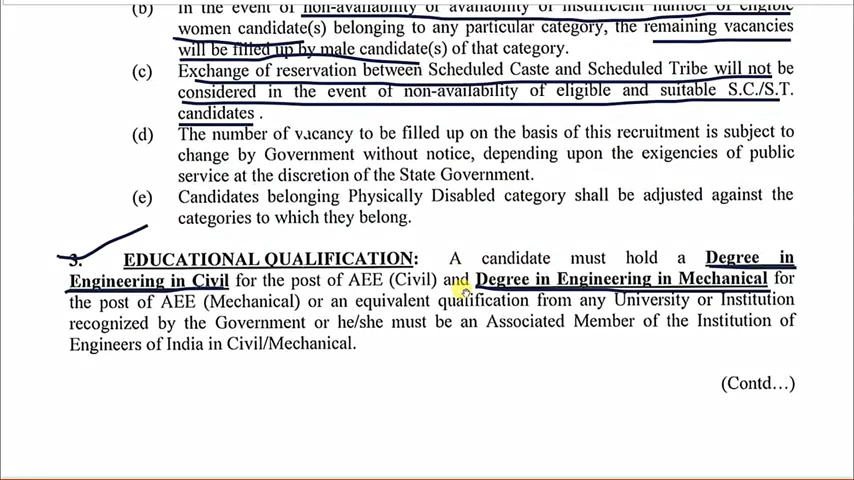 (b) In the event of non-availability or availability of insufficient number of eligible
women candidate(s) belonging to any particular category, the remaining vacancies
will be filled up by male candidate(s) of that category.
(c) Exchange of reservation between Scheduled Caste and Scheduled Tribe will not be
considered in the event of non-availability of eligible and suitable S.C./S.T.
candidates .
(d) The number of vacancy to be filled up on the basis of this recruitment is subject to
change by Government without notice, depending upon the exigencies of public
service at the discretion of the State Government.
(e) Candidates belonging Physically Disabled category shall be adjusted against the
categories to which they belong.
3. EDUCATIONAL QUALIFICATION: A candidate must hold a Degree in
Engineering in Civil for the post of AEE (Civil) and Degree in Engineering in Mechanical for
the post of AEE (Mechanical) or an equivalent qualification from any University or Institution
recognized by the Government or he/she must be an Associated Member of the Institution of
Engineers of India in Civil/Mechanical.
(Contd...)